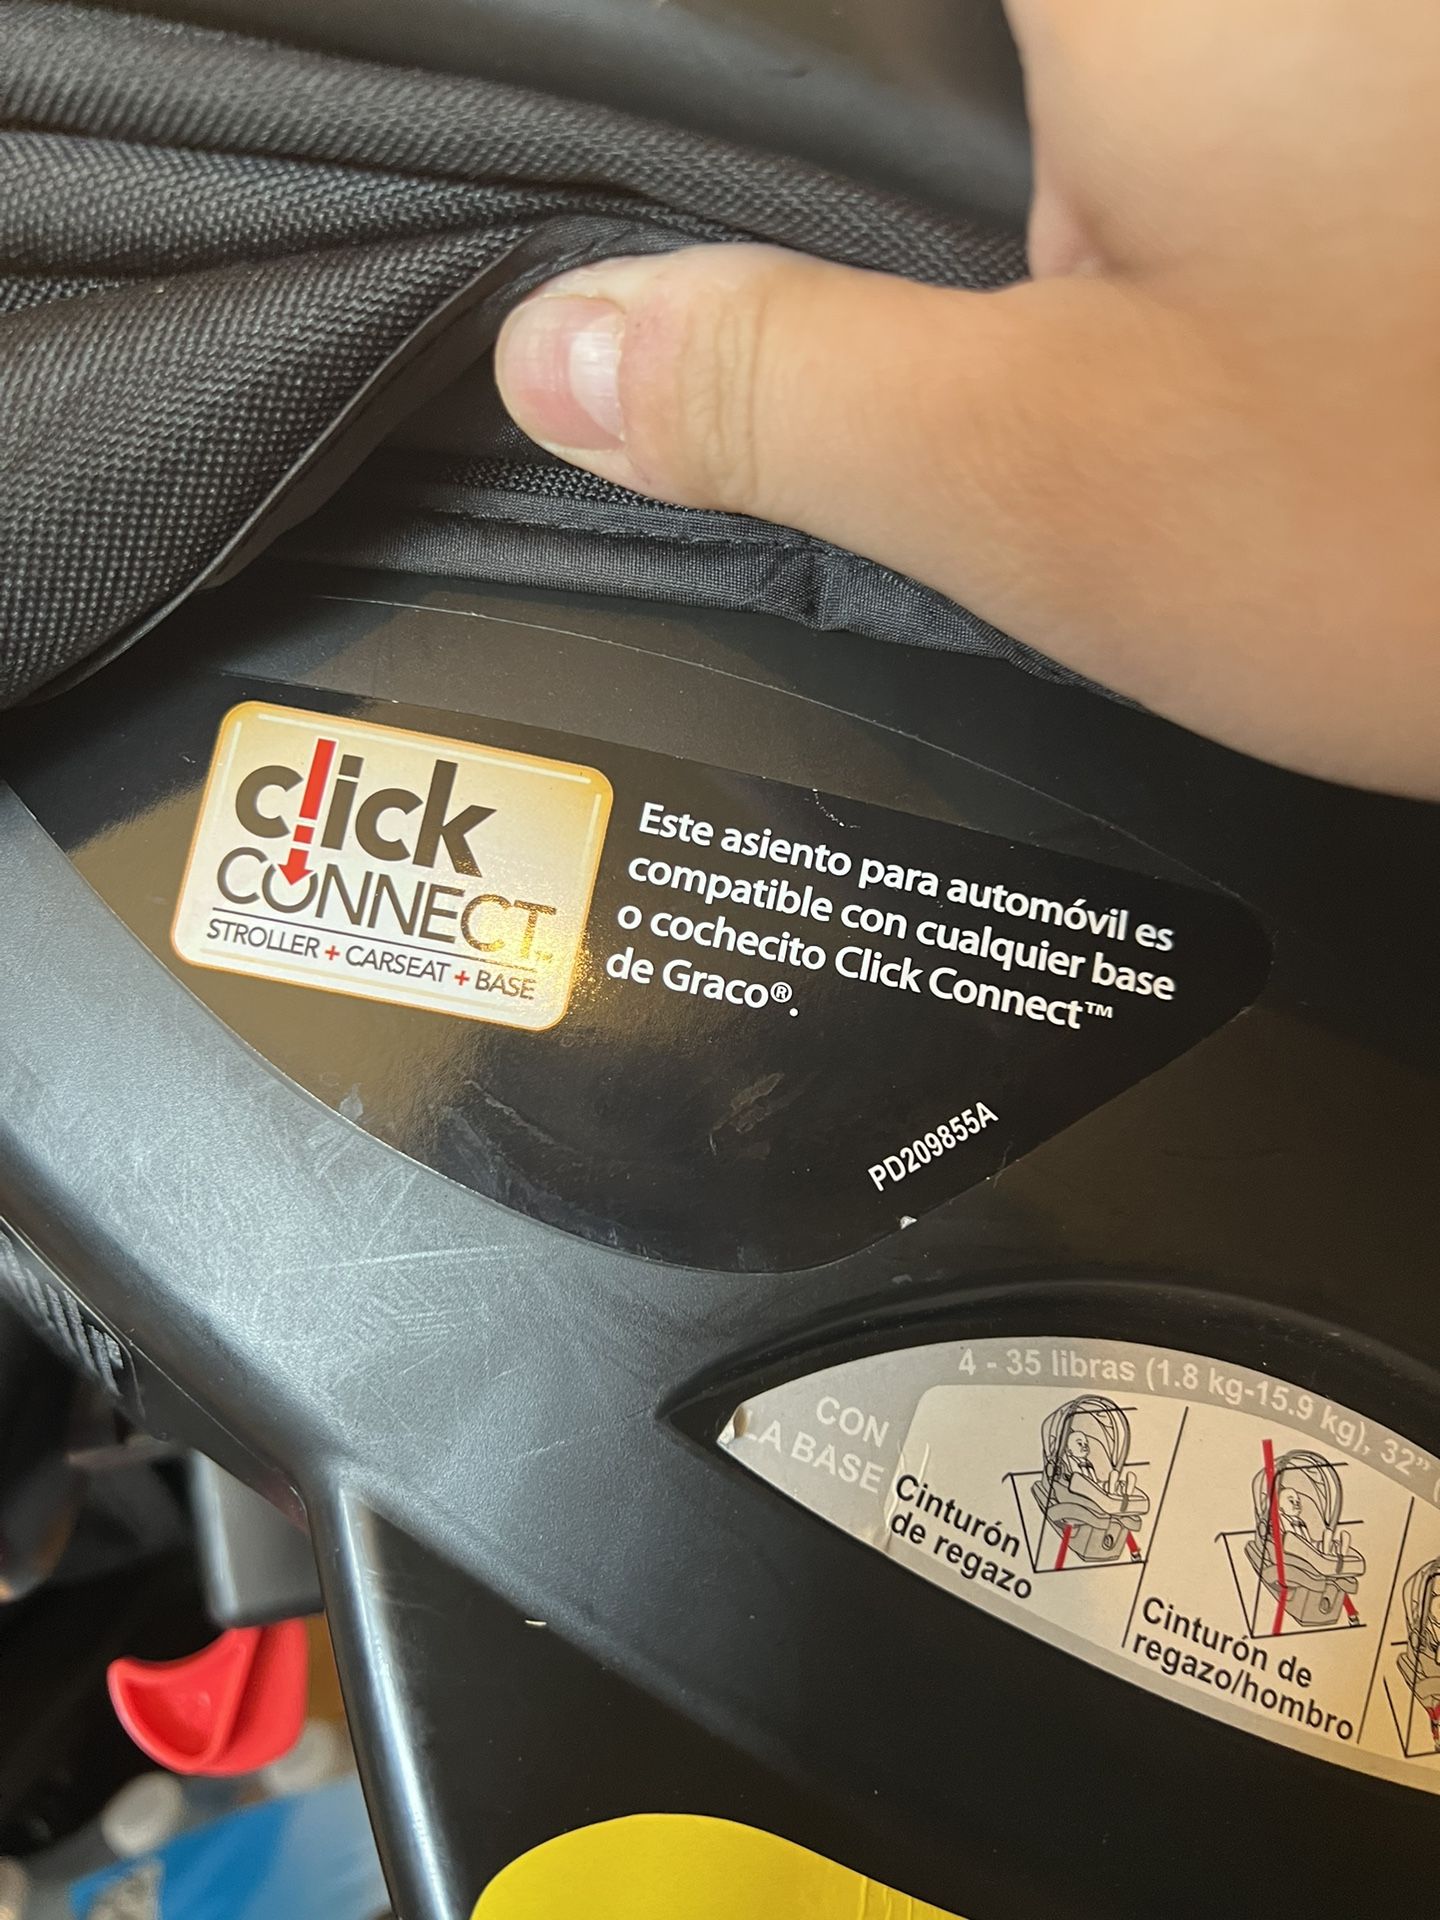 click
CONNECT™
STROLLER + CARSEAT + BASE
Este asiento para automóvil es
compatible con cualquier base
o cochecito Click Connect™
de Graco®.
PD209855A
4 - 35 libras (1.8 kg-15.9 kg), 32" (
CON
LA BASE
Cinturón
de regazo
Cinturón de
regazo/hombro